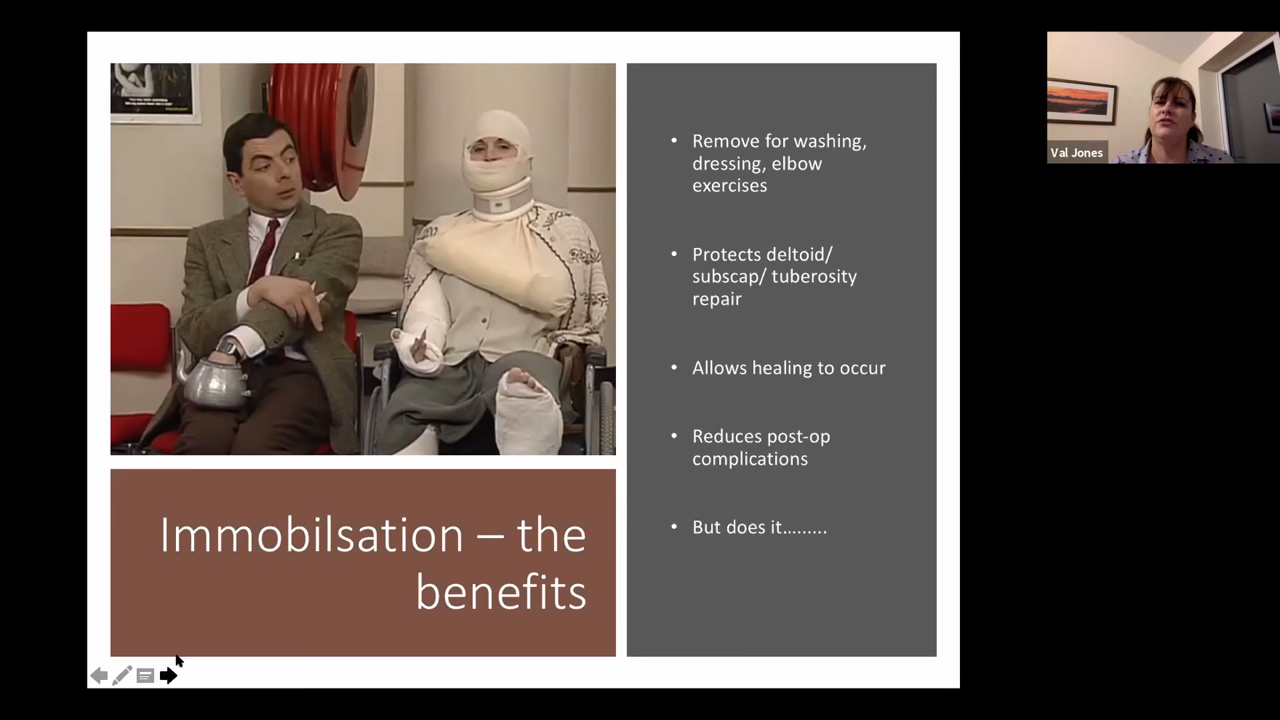 Immobilsation – the
benefits
• Remove for washing,
dressing, elbow
exercises
• Protects deltoid/
subscap/ tuberosity
repair
• Allows healing to occur
• Reduces post-op
complications
• But does it.........
Val Jones